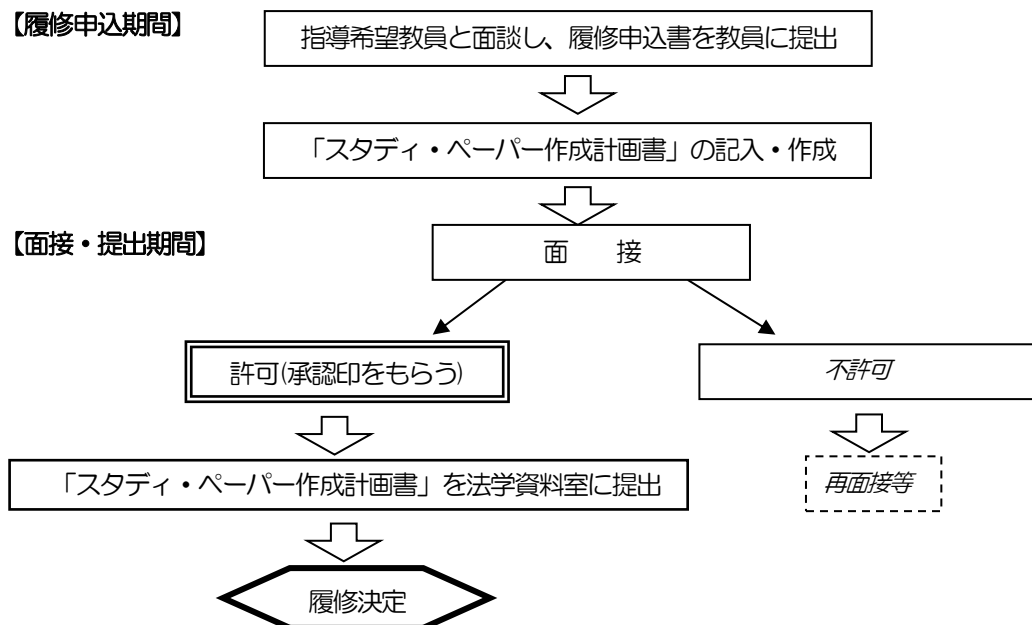 【履修申込期間】
指導希望教員と面談し、履修申込書を教員に提出
「スタディ・ペーパー作成計画書」の記入・作成
【面接・提出期間】
面　接
許可(承認印をもらう)
不許可
「スタディ・ペーパー作成計画書」を法学資料室に提出
再面接等
履修決定